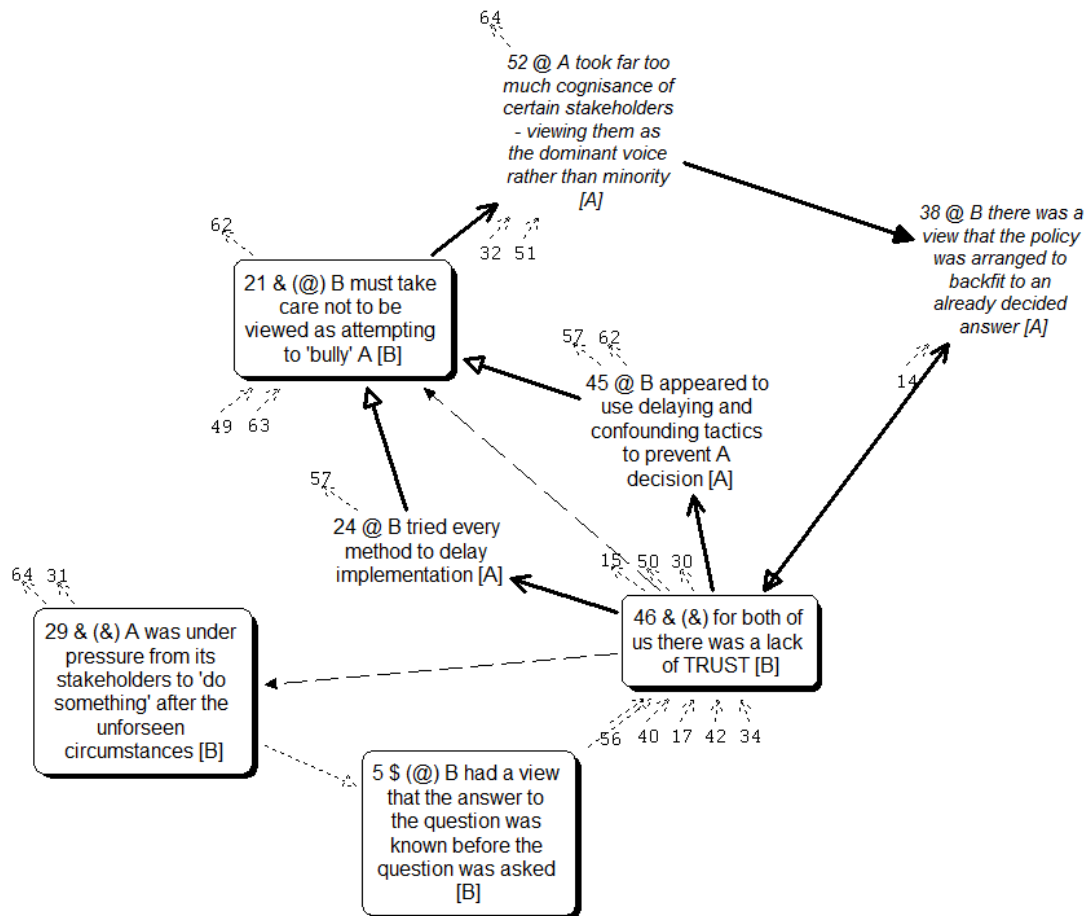 64
52 @ A took far too
much cognisance of
certain stakeholders
- viewing them as
the dominant voice
rather than minority
[A]
32 51
38 @ B there was a
view that the policy
was arranged to
backfit to an
already decided
answer [A]
14
62
21 & (@) B must take
care not to be
viewed as attempting
to 'bully' A [B]
49 63
57 62
45 @ B appeared to
use delaying and
confounding tactics
to prevent A
decision [A]
57
24 @ B tried every
method to delay
implementation [A]
15 50 30
46 & (&) for both of
us there was a lack
of TRUST [B]
56 40 17 42 34
64 31
29 & (&) A was under
pressure from its
stakeholders to 'do
something' after the
unforseen
circumstances [B]
5 $ (@) B had a view
that the answer to
the question was
known before the
question was asked
[B]